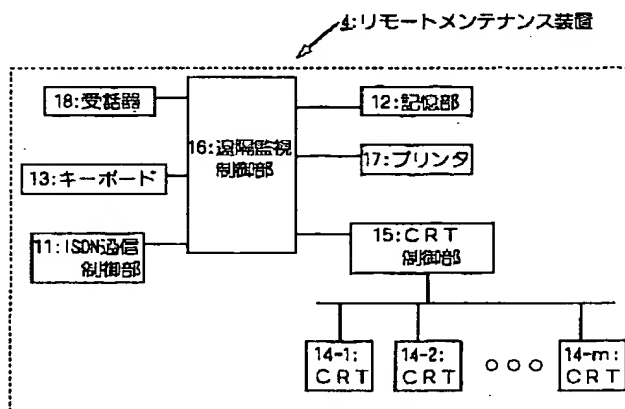 4:リモートメンテナンス装置
18:受話器
16:遠隔監視
制御部
12:記憶部
17:プリンタ
13:キーボード
11:ISDN通信
制御部
15:CRT
制御部
14-1:
CRT
14-2:
CRT
○○○
14-m:
CRT